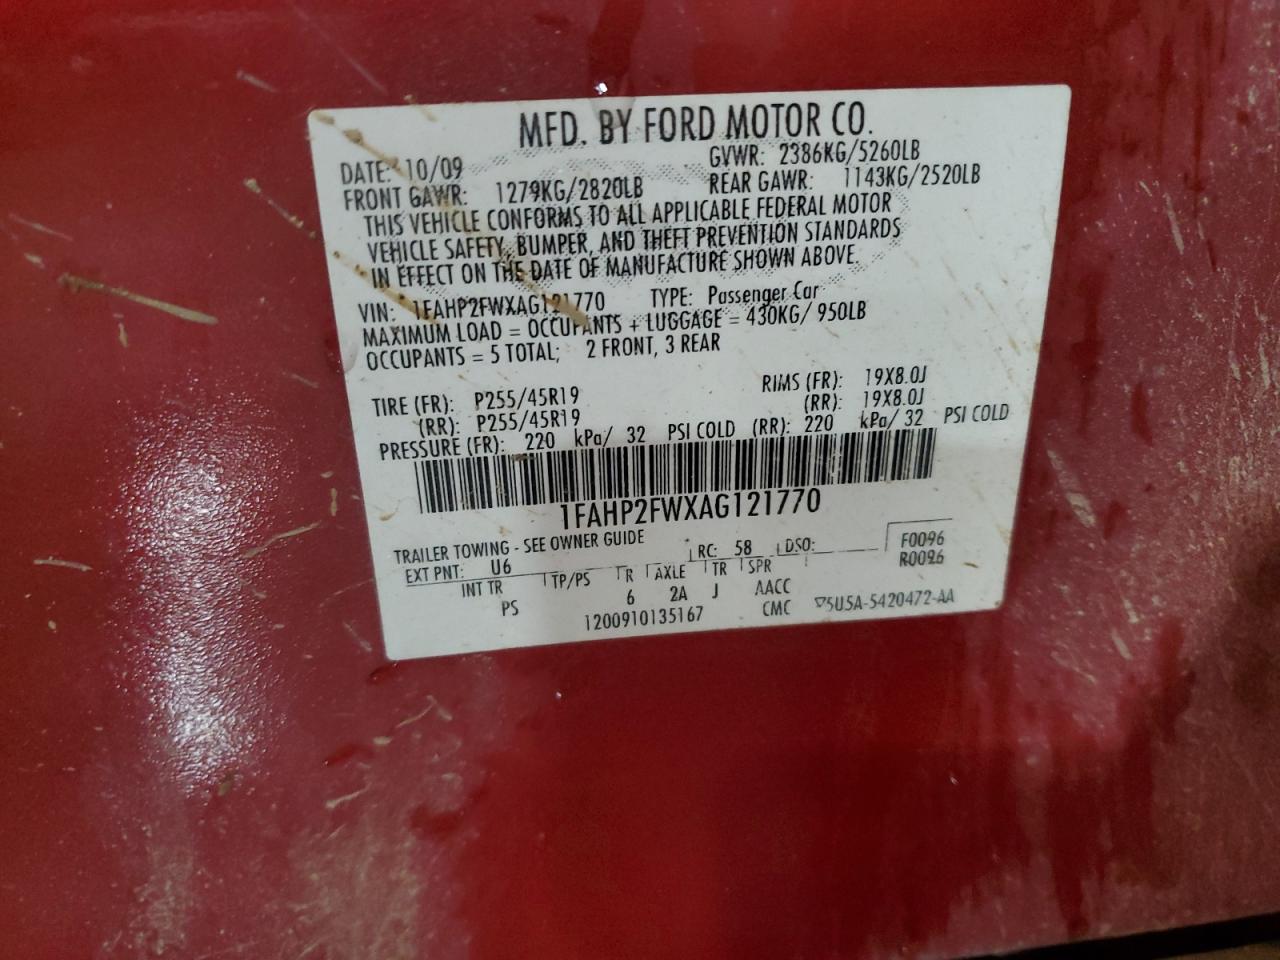 MFD. BY FORD MOTOR CO.
DATE: 10/09 GVWR: 2386KG/5260LB
FRONT GAWR: 1279KG/2820LB REAR GAWR: 1143KG/2520LB
THIS VEHICLE CONFORMS TO ALL APPLICABLE FEDERAL MOTOR
VEHICLE SAFETY, BUMPER, AND THEFT PREVENTION STANDARDS
IN EFFECT ON THE DATE OF MANUFACTURE SHOWN ABOVE.
VIN: 1FAHP2FWXAG121770 TYPE: Passenger Car
MAXIMUM LOAD = OCCUPANTS + LUGGAGE = 430KG/ 950LB
OCCUPANTS = 5 TOTAL; 2 FRONT, 3 REAR
TIRE (FR): P255/45R19 RIMS (FR): 19X8.0J
(RR): P255/45R19 (RR): 19X8.0J
PRESSURE (FR): 220 kPa/ 32 PSI COLD (RR): 220 kPa/ 32 PSI COLD
1FAHP2FWXAG121770
TRAILER TOWING - SEE OWNER GUIDE
EXT PNT: U6 RC: 58 DSO: F0096
R0096
INT TR TP/PS R AXLE TR SPR
PS 6 2A J AACC
1200910135167 CMC 5U5A-5420472-AA